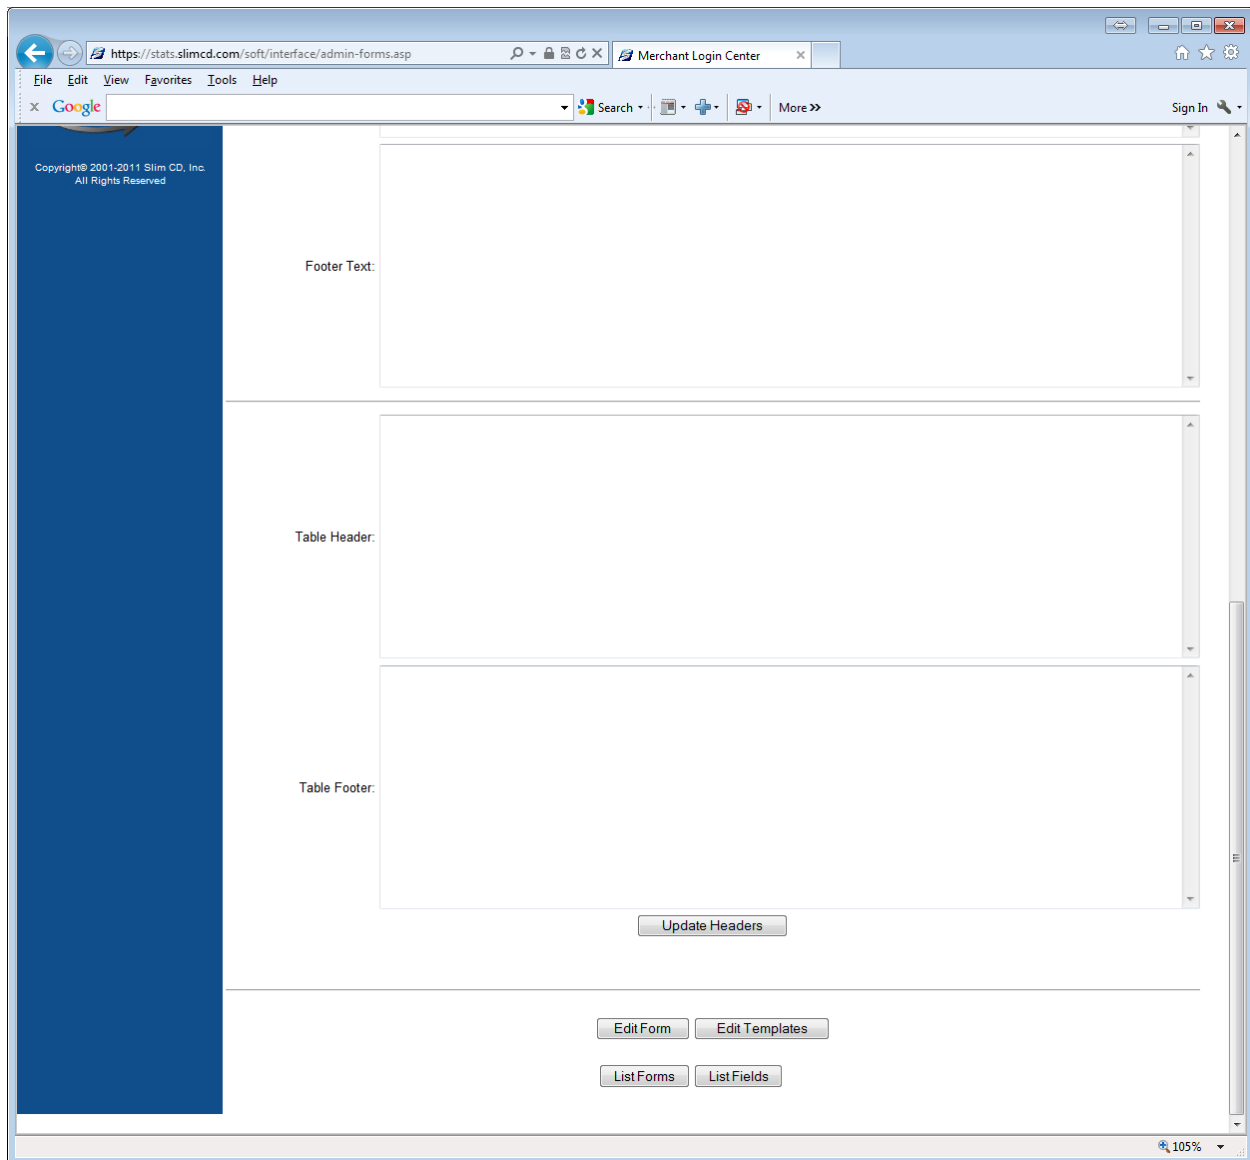 https://stats.slimcd.com/soft/interface/admin-forms.asp
Merchant Login Center
File Edit View Favorites Tools Help
x Google Search More >> Sign In
Copyright© 2001-2011 Slim CD, Inc.
All Rights Reserved
Footer Text:
Table Header:
Table Footer:
Update Headers
Edit Form Edit Templates
List Forms List Fields
105%